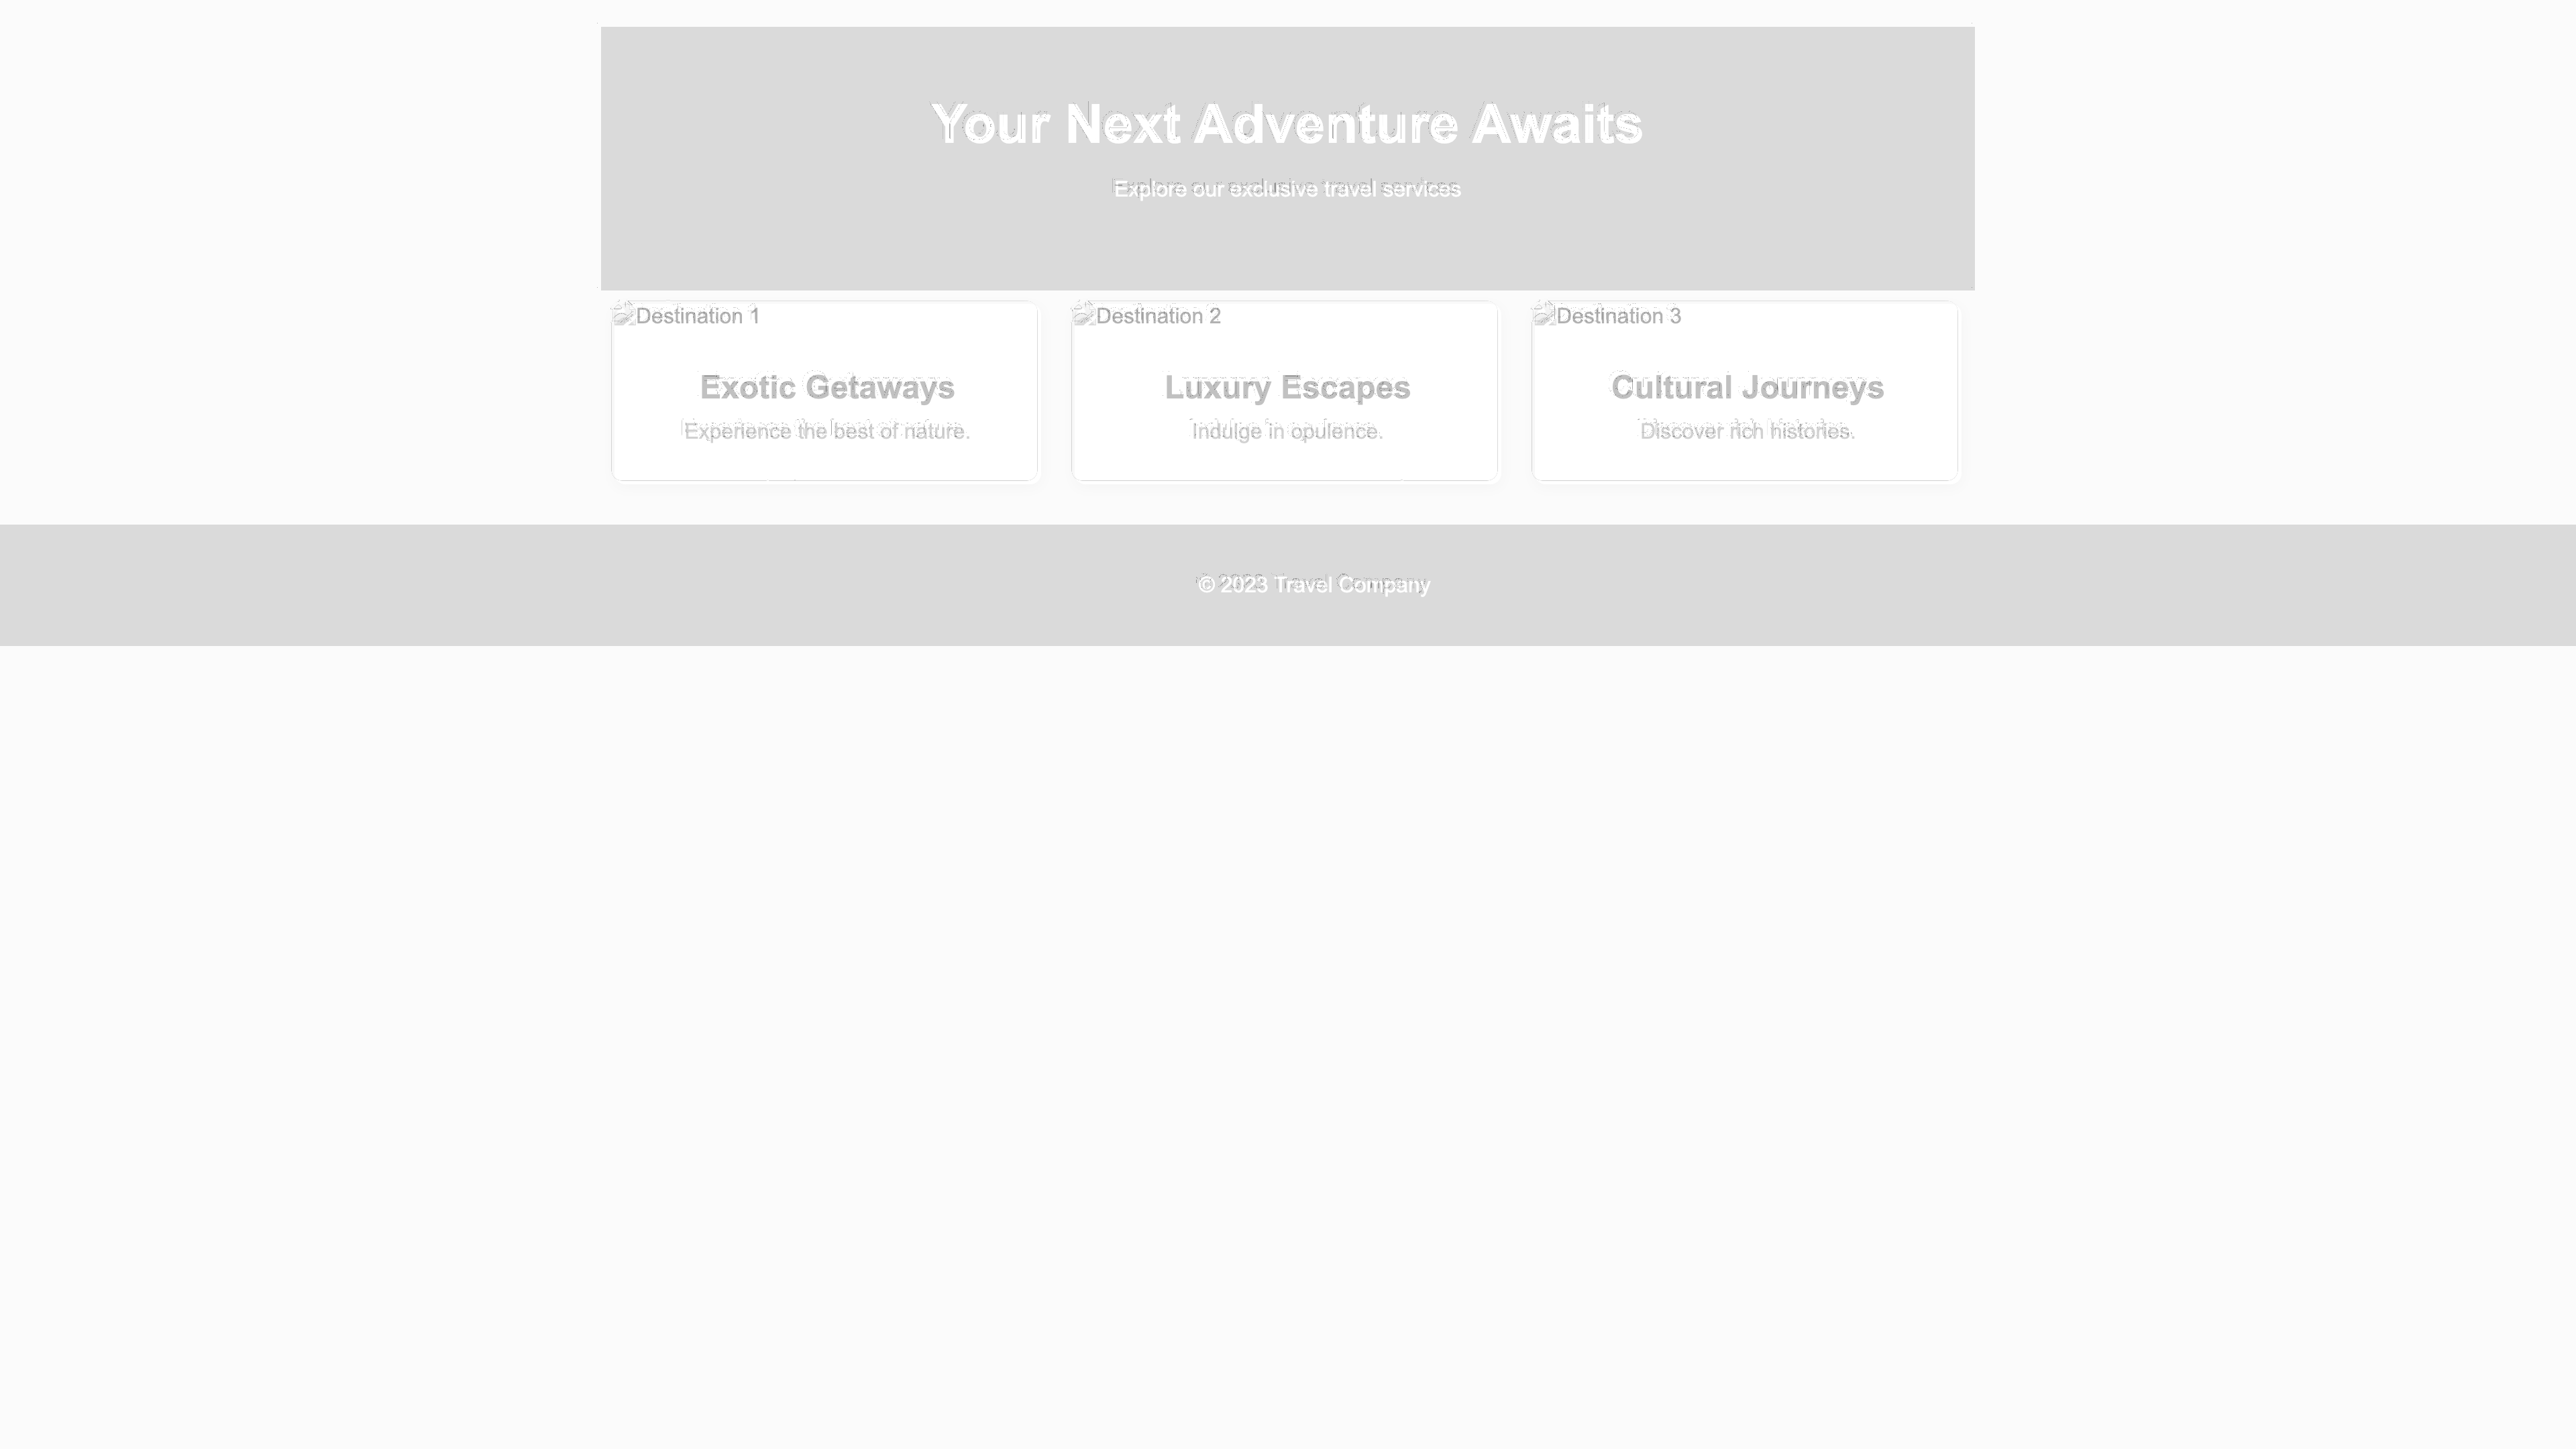 Your Next Adventure Awaits
Explore our exclusive travel services
Destination 1
Destination 2
Destination 3
Exotic Getaways
Luxury Escapes
Cultural Journeys
Experience the best of nature.
Indulge in opulence.
Discover rich histories.
© 2023 Travel Company